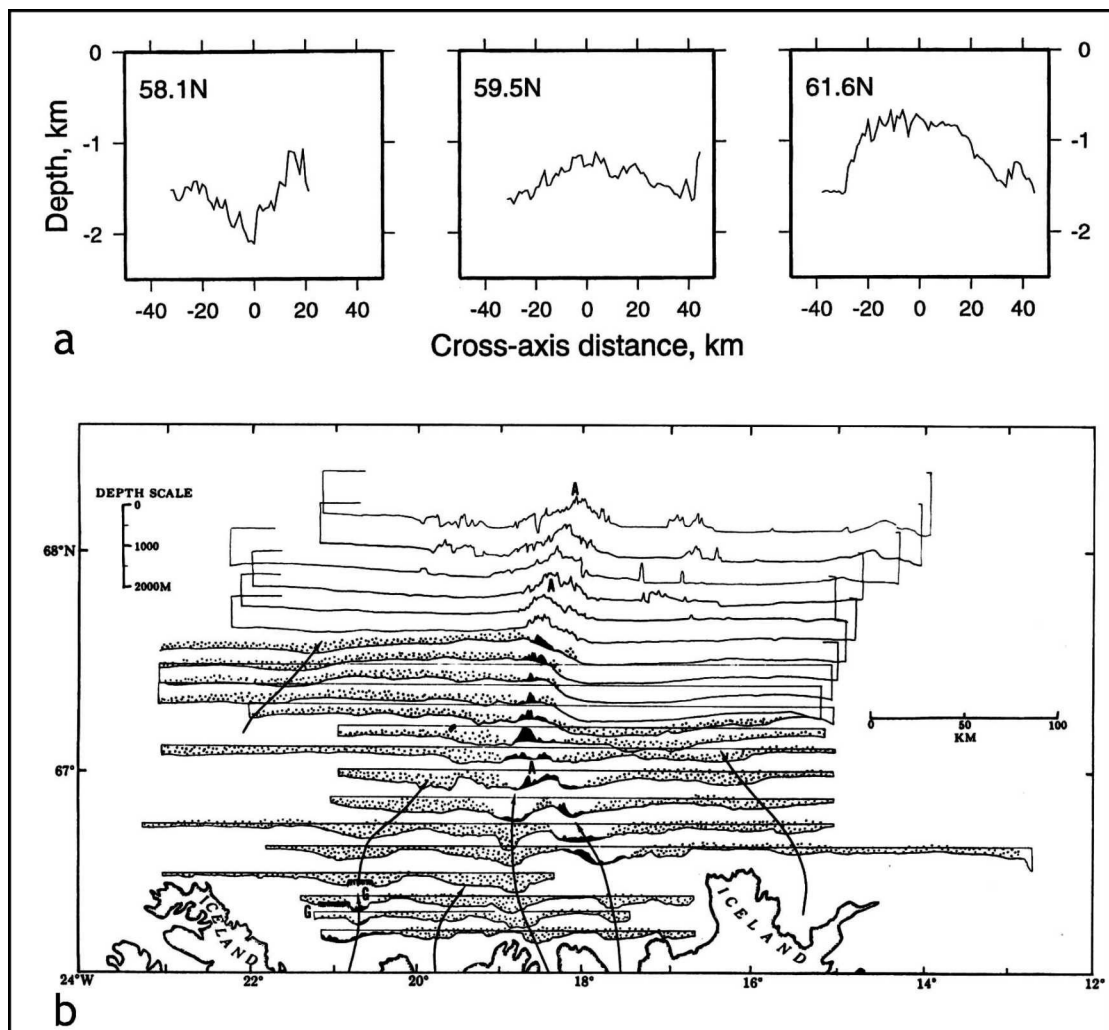 58.1N
59.5N
61.6N
Depth, km
0
-1
-2
0
-1
-2
-40 -20 0 20 40
-40 -20 0 20 40
-40 -20 0 20 40
Cross-axis distance, km
a
DEPTH SCALE
0
1000
2000M
A
68°N
A
0 50 100
KM
67°
A
G
G
ICELAND
ICELAND
24°W 22° 20° 18° 16° 14° 12°
b